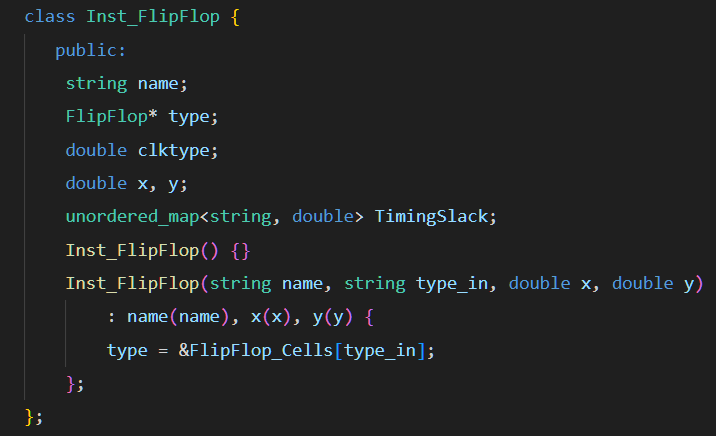 class Inst_FlipFlop {
public:
string name;
FlipFlop* type;
double clktype;
double x, y;
unordered_map<string, double> TimingSlack;
Inst_FlipFlop() {}
Inst_FlipFlop(string name, string type_in, double x, double y)
: name(name), x(x), y(y) {
type = &FlipFlop_Cells[type_in];
};
};